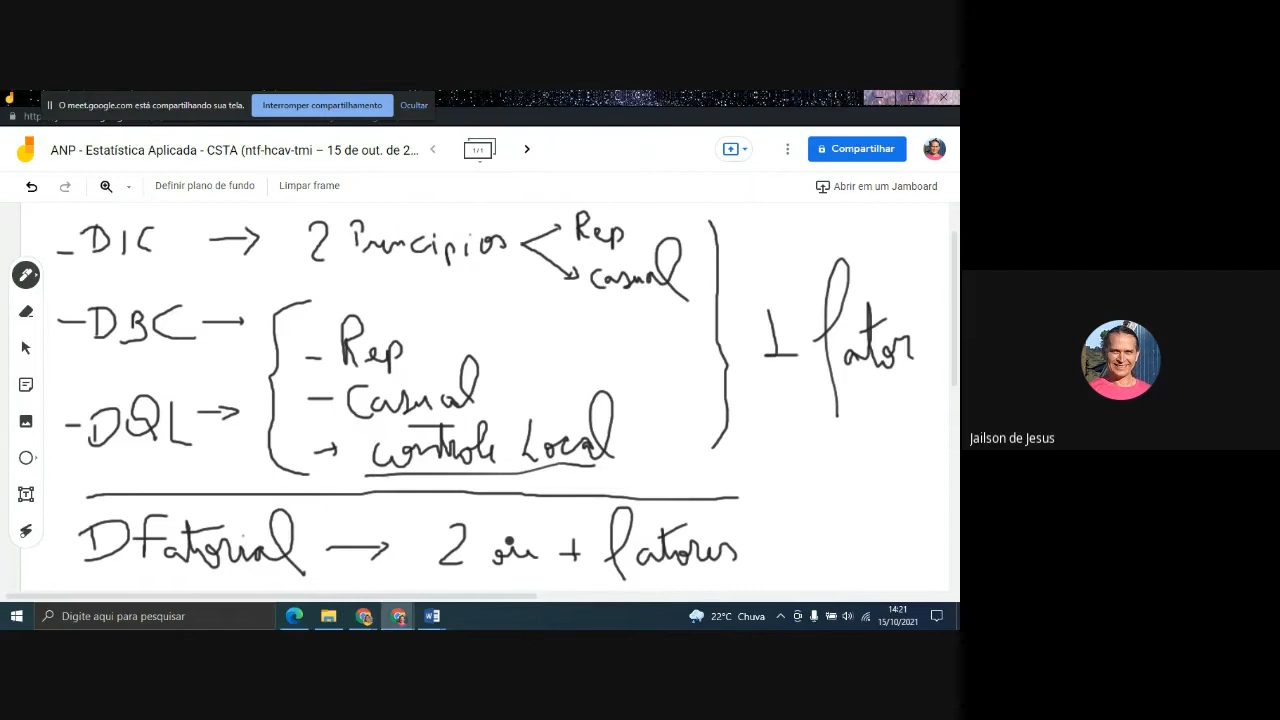 O meet.google.com está compartilhando sua tela.
Interromper compartilhamento
Ocultar
ANP - Estatística Aplicada - CSTA (ntf-hcav-tmi – 15 de out. de 2...
1/1
Compartilhar
Definir plano de fundo
Limpar frame
Abrir em um Jamboard
- DIC → 2 Princípios
Rep
Casual
- DBC →
- Rep
- Casual
→ controle Local
- DQL →
1 fator
DFatorial → 2 ou + fatores
Jailson de Jesus
Digite aqui para pesquisar
22°C Chuva
14:21
15/10/2021